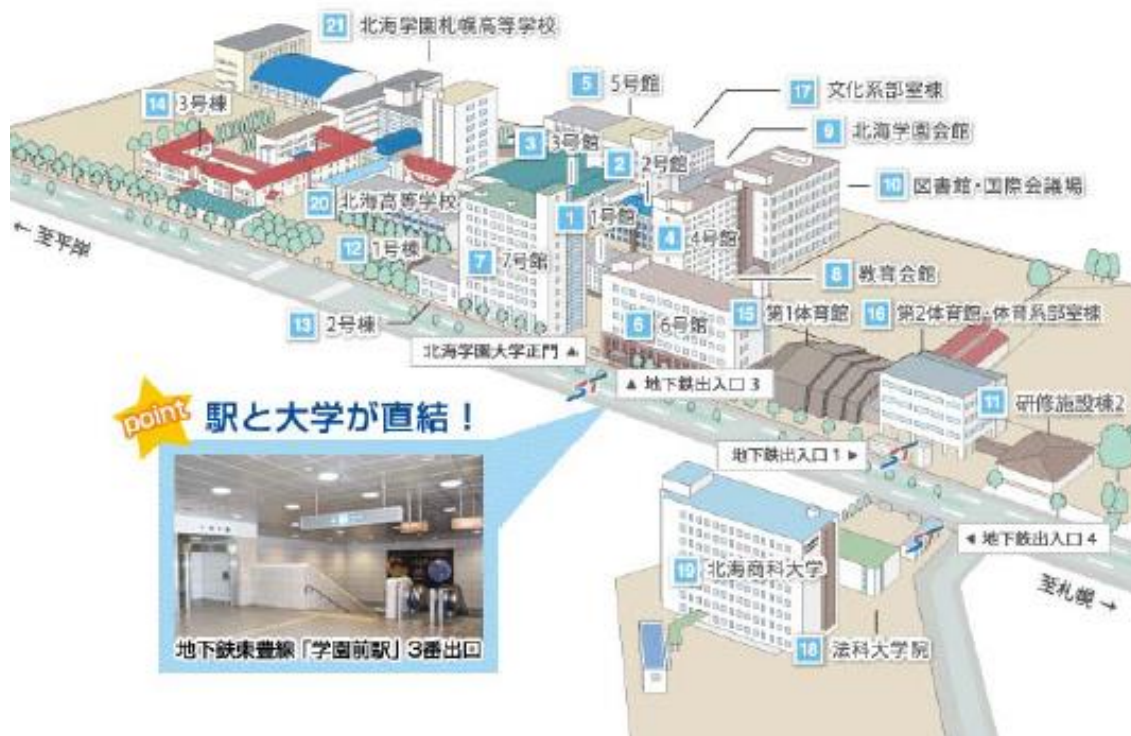 21 北海学園札幌高等学校
5 5号館
17 文化系部室棟
14 3号棟
9 北海学園会館
3 3号館
2 2号館
10 図書館・国際会議場
20 北海高等学校
1 1号館
4 4号館
← 至平岸
12 1号棟
7 7号館
8 教育会館
13 2号棟
6 6号館
15 第1体育館
16 第2体育館・体育系部室棟
北海学園大学正門 ▲
▲ 地下鉄出入口 3
11 研修施設棟2
point 駅と大学が直結！
地下鉄出入口 1 ▶
◀ 地下鉄出入口 4
19 北海商科大学
至札幌 →
18 法科大学院
地下鉄東豊線「学園前駅」3番出口